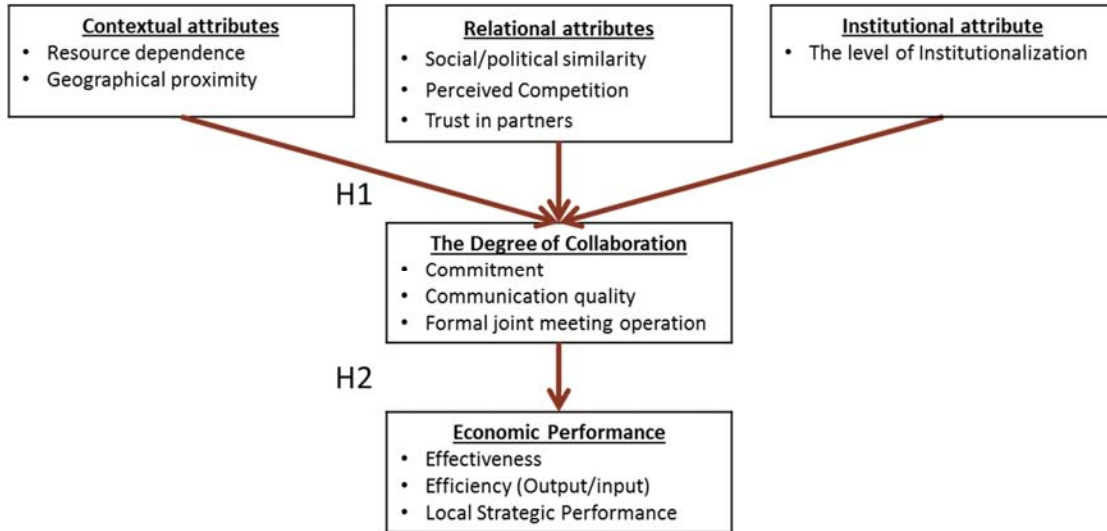 Contextual attributes
• Resource dependence
• Geographical proximity
Relational attributes
• Social/political similarity
• Perceived Competition
• Trust in partners
Institutional attribute
• The level of Institutionalization
H1
The Degree of Collaboration
• Commitment
• Communication quality
• Formal joint meeting operation
H2
Economic Performance
• Effectiveness
• Efficiency (Output/input)
• Local Strategic Performance